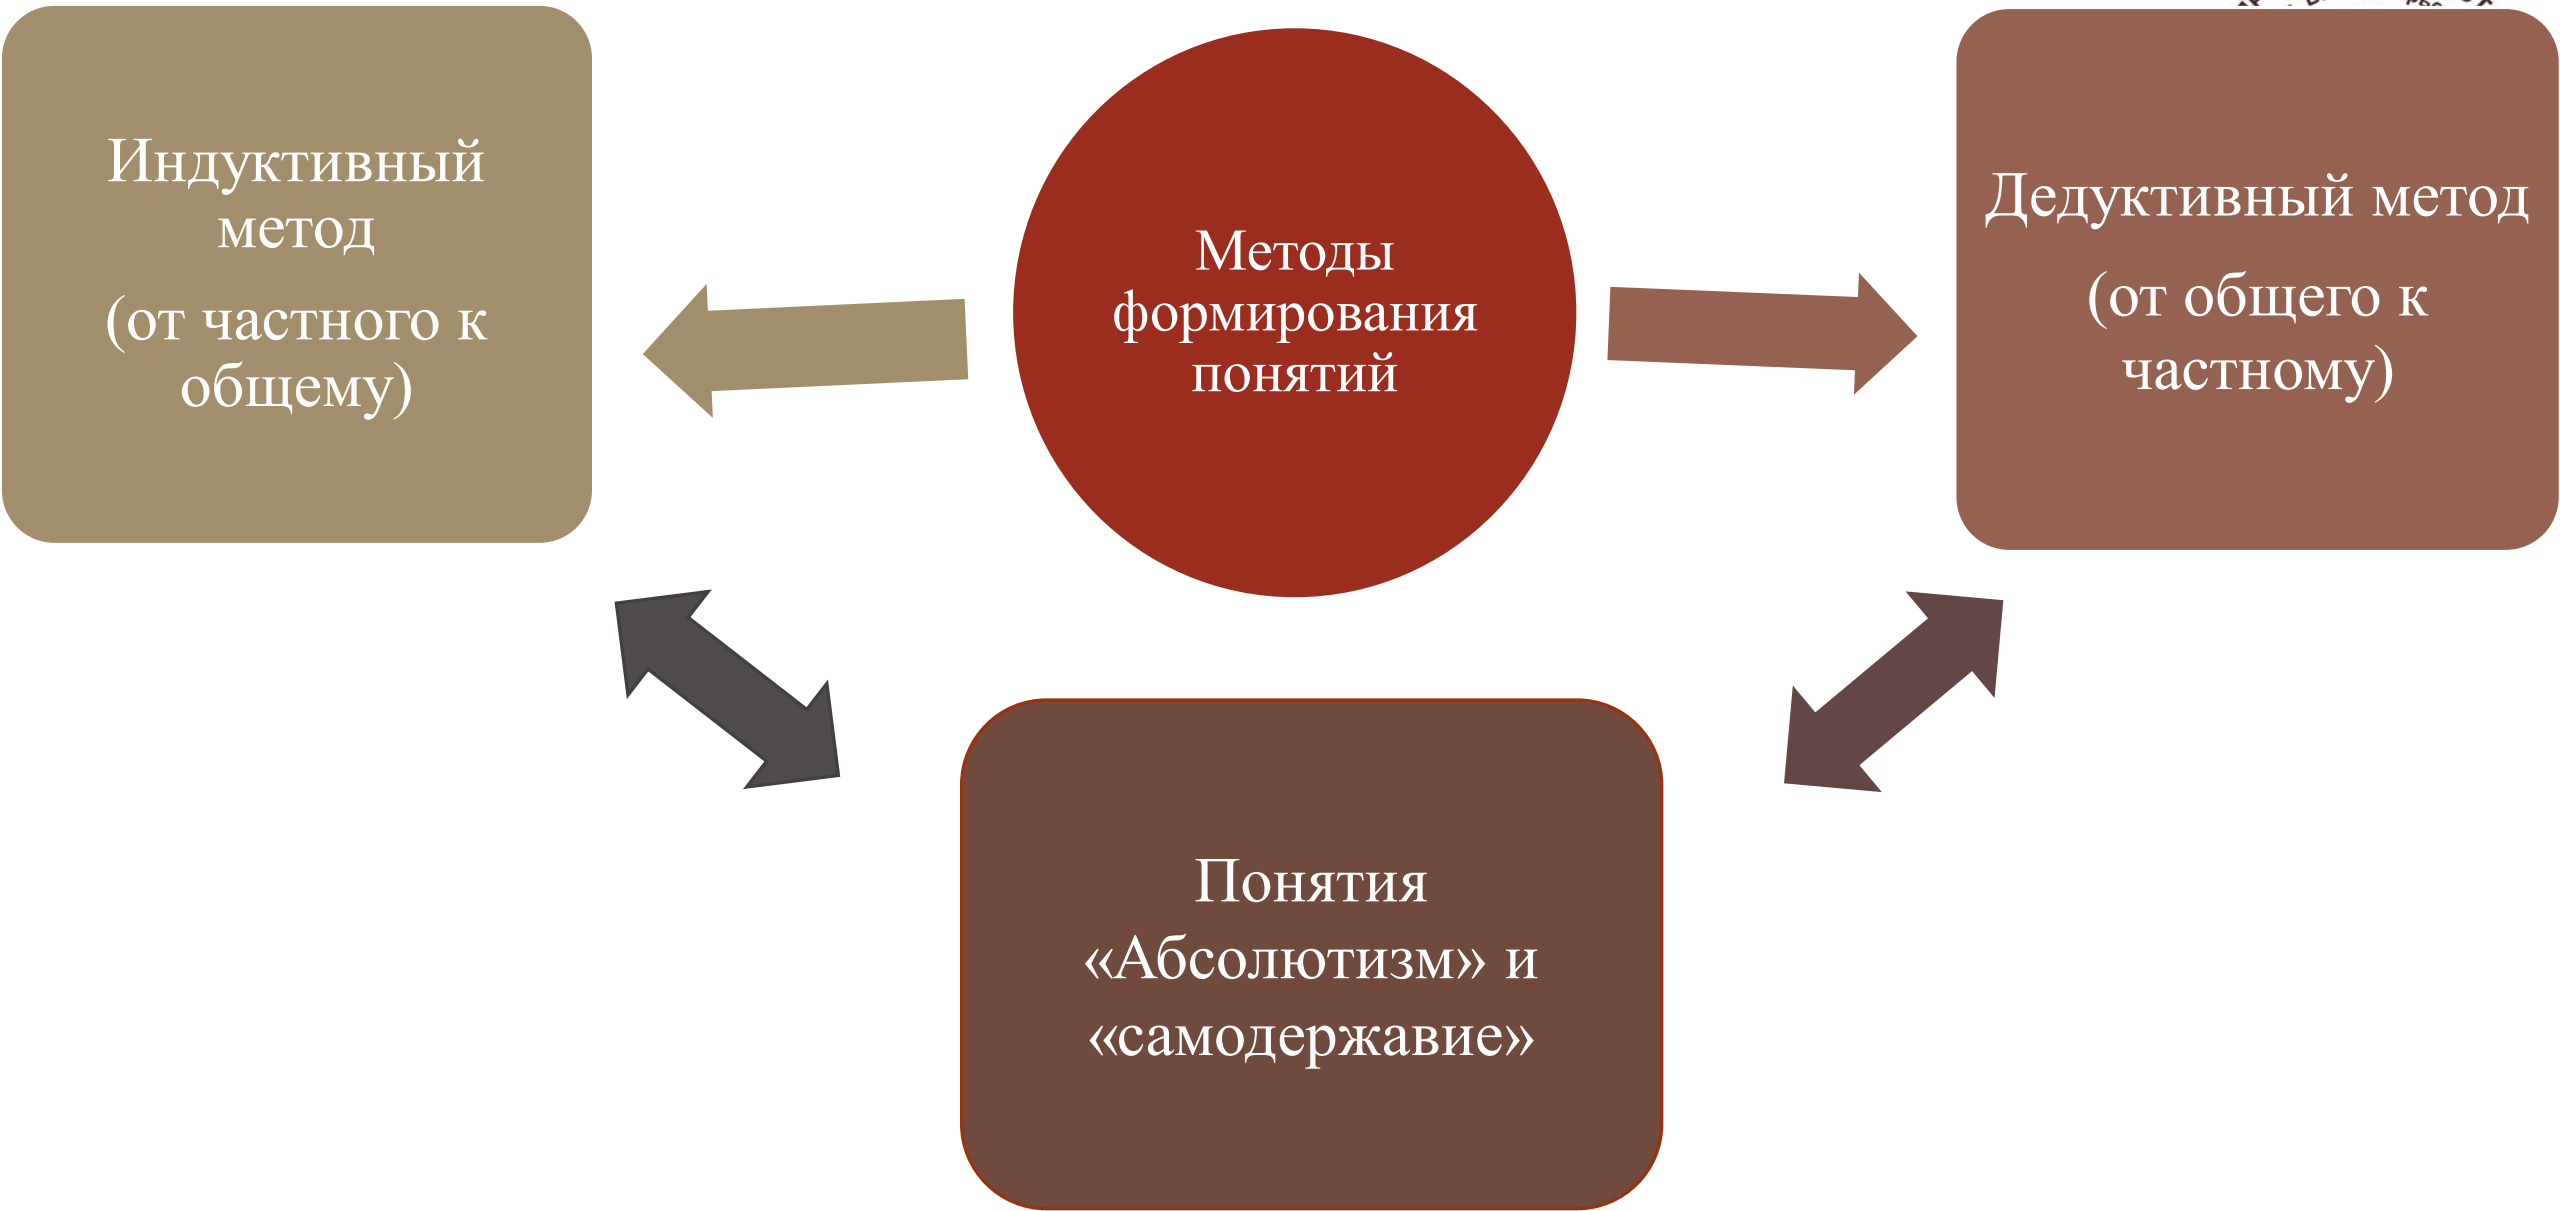 Индуктивный
метод
(от частного к
общему)
Методы
формирования
понятий
Дедуктивный метод
(от общего к
частному)
Понятия
«Абсолютизм» и
«самодержавие»